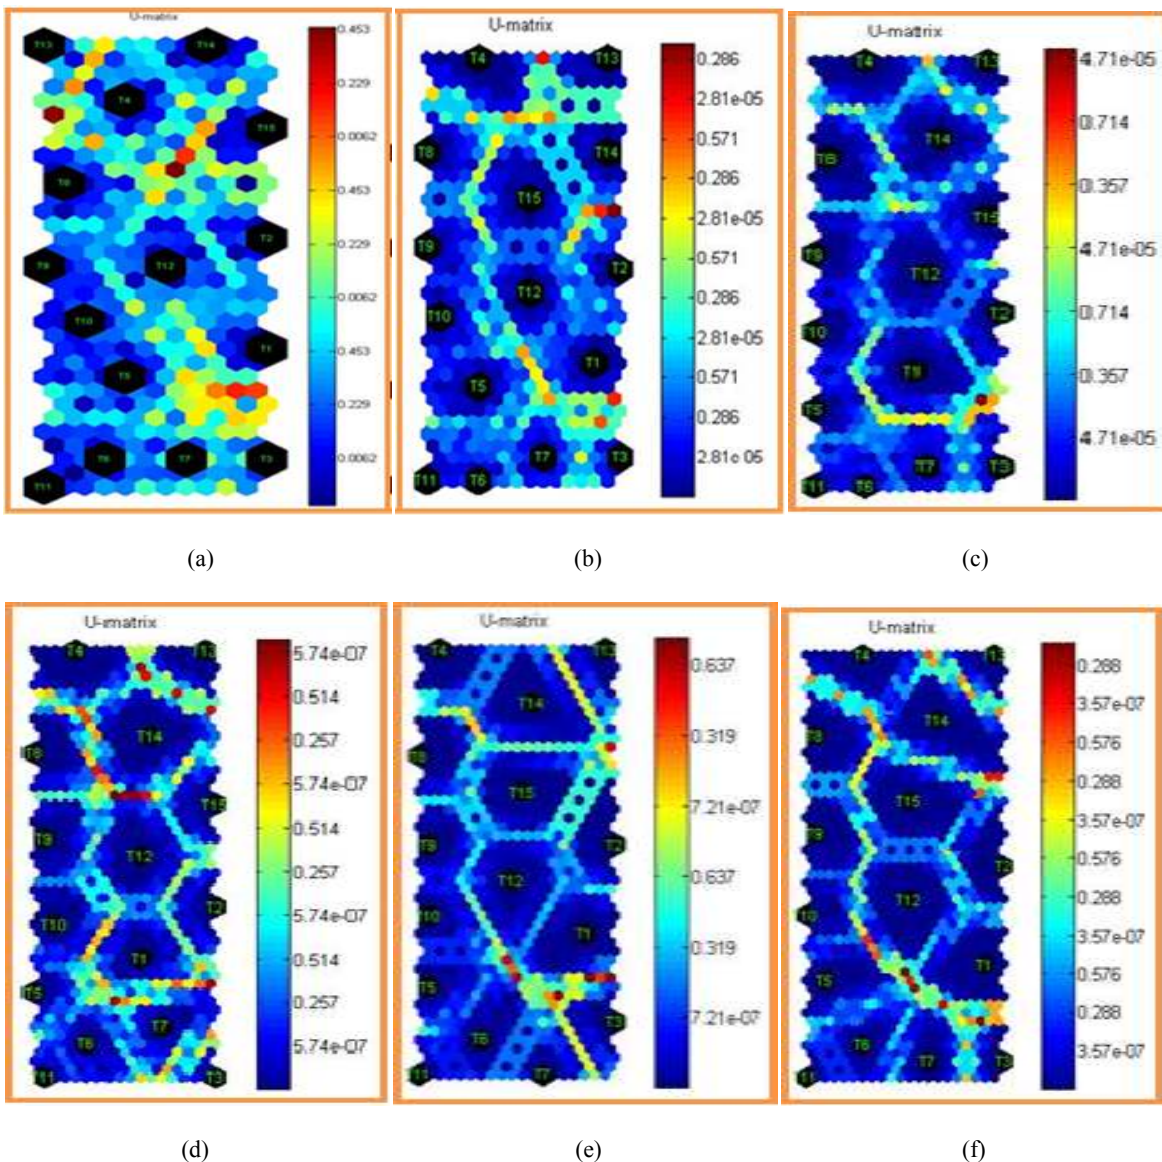 U-matrix
T13
T14
T4
T15
T8
T2
T9
T12
T10
T1
T5
T6
T7
T3
T11
0.453
0.229
0.0062
0.453
0.229
0.0062
0.453
0.229
0.0062
U-matrix
T4
T13
T8
T14
T15
T9
T2
T12
T10
T1
T5
T7
T3
T11
T6
0.286
2.81e-05
0.571
0.286
2.81e-05
0.571
0.286
2.81e-05
0.571
0.286
2.81e-05
U-matrix
T4
T13
T14
T15
T12
T2
T10
T5
T7
T3
T11
T6
4.71e-05
0.714
0.357
4.71e-05
0.714
0.357
4.71e-05
(a)
(b)
(c)
U-matrix
T4
T13
T14
T15
T9
T12
T2
T10
T1
T5
T7
T6
T11
T3
5.74e-07
0.514
0.257
5.74e-07
0.514
0.257
5.74e-07
0.514
0.257
5.74e-07
U-matrix
T4
T13
T14
T15
T9
T2
T12
T10
T1
T5
T3
T6
T11
T7
0.637
0.319
7.21e-07
0.637
0.319
7.21e-07
U-matrix
T4
T13
T14
T8
T15
T9
T2
T12
T10
T1
T5
T6
T7
T3
T11
0.288
3.57e-07
0.576
0.288
3.57e-07
0.576
0.288
3.57e-07
0.576
0.288
3.57e-07
(d)
(e)
(f)